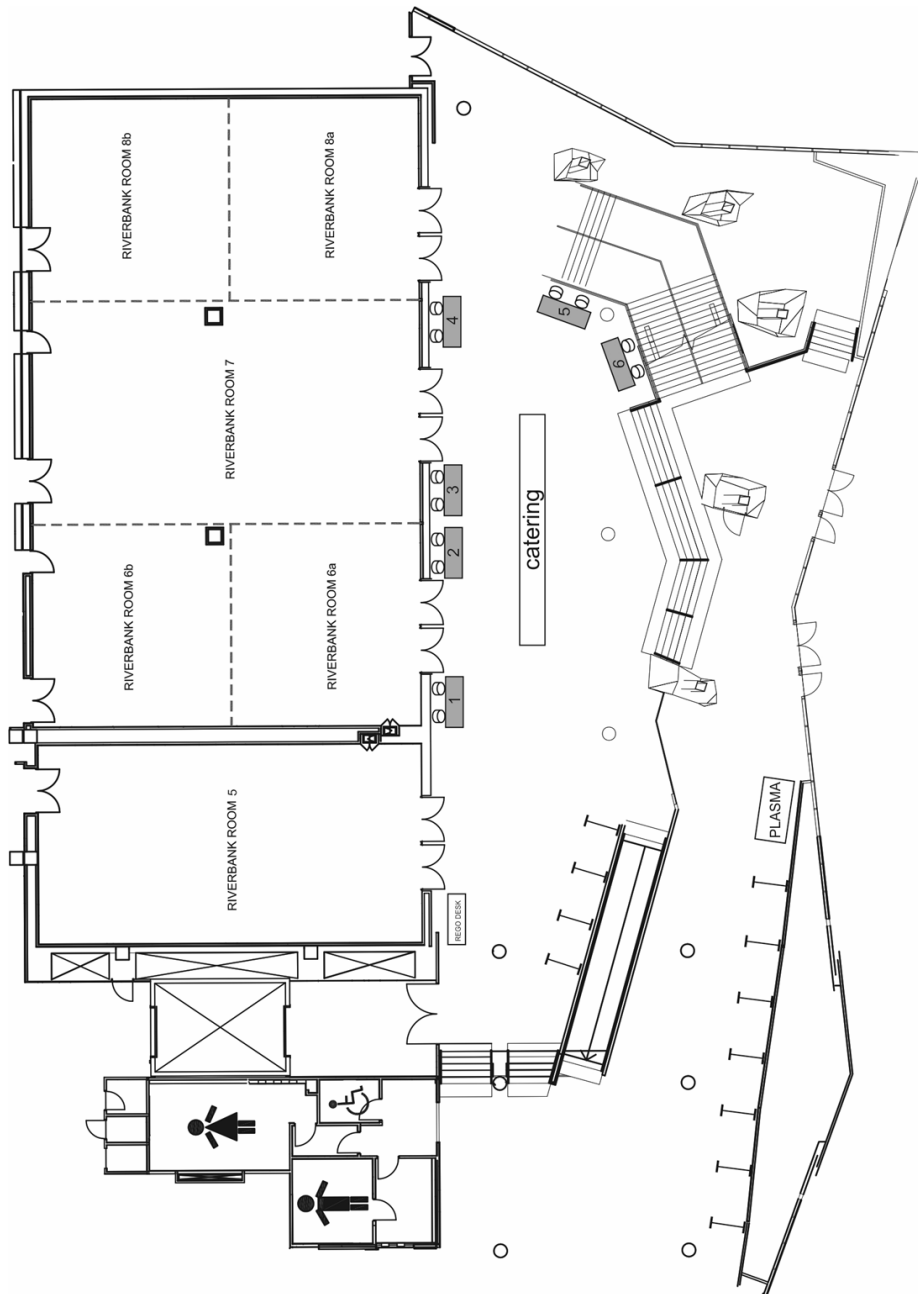 RIVERBANK ROOM 8b
RIVERBANK ROOM 8a
RIVERBANK ROOM 7
RIVERBANK ROOM 6b
RIVERBANK ROOM 6a
RIVERBANK ROOM 5
4
3
2
1
5
6
catering
REGO DESK
PLASMA